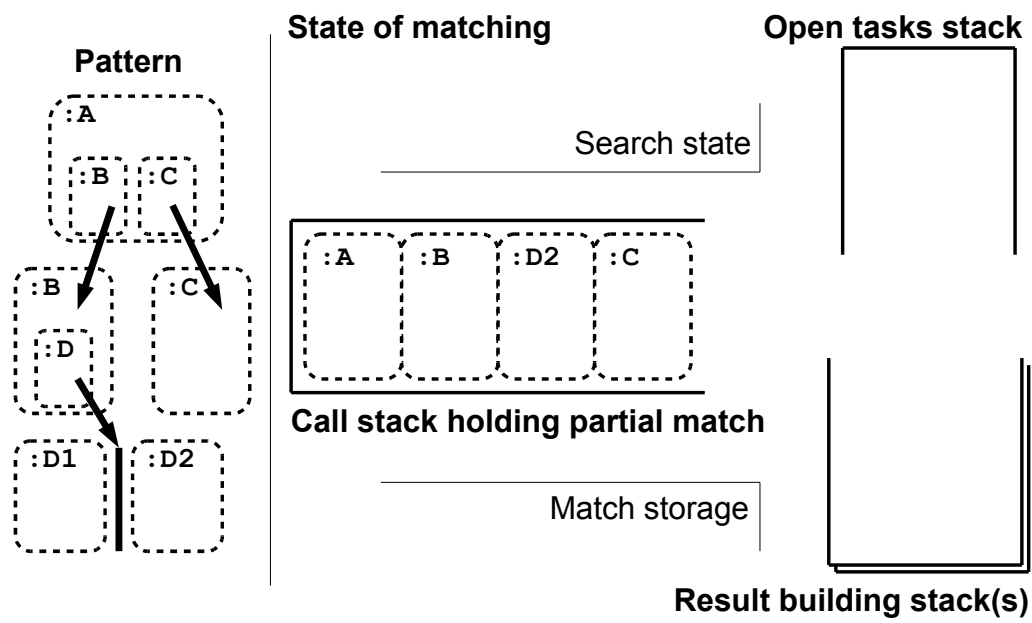 State of matching
Open tasks stack
Pattern
:A
:B :C
Search state
:B
:C
:D
:A :B :D2 :C
Call stack holding partial match
:D1
:D2
Match storage
Result building stack(s)